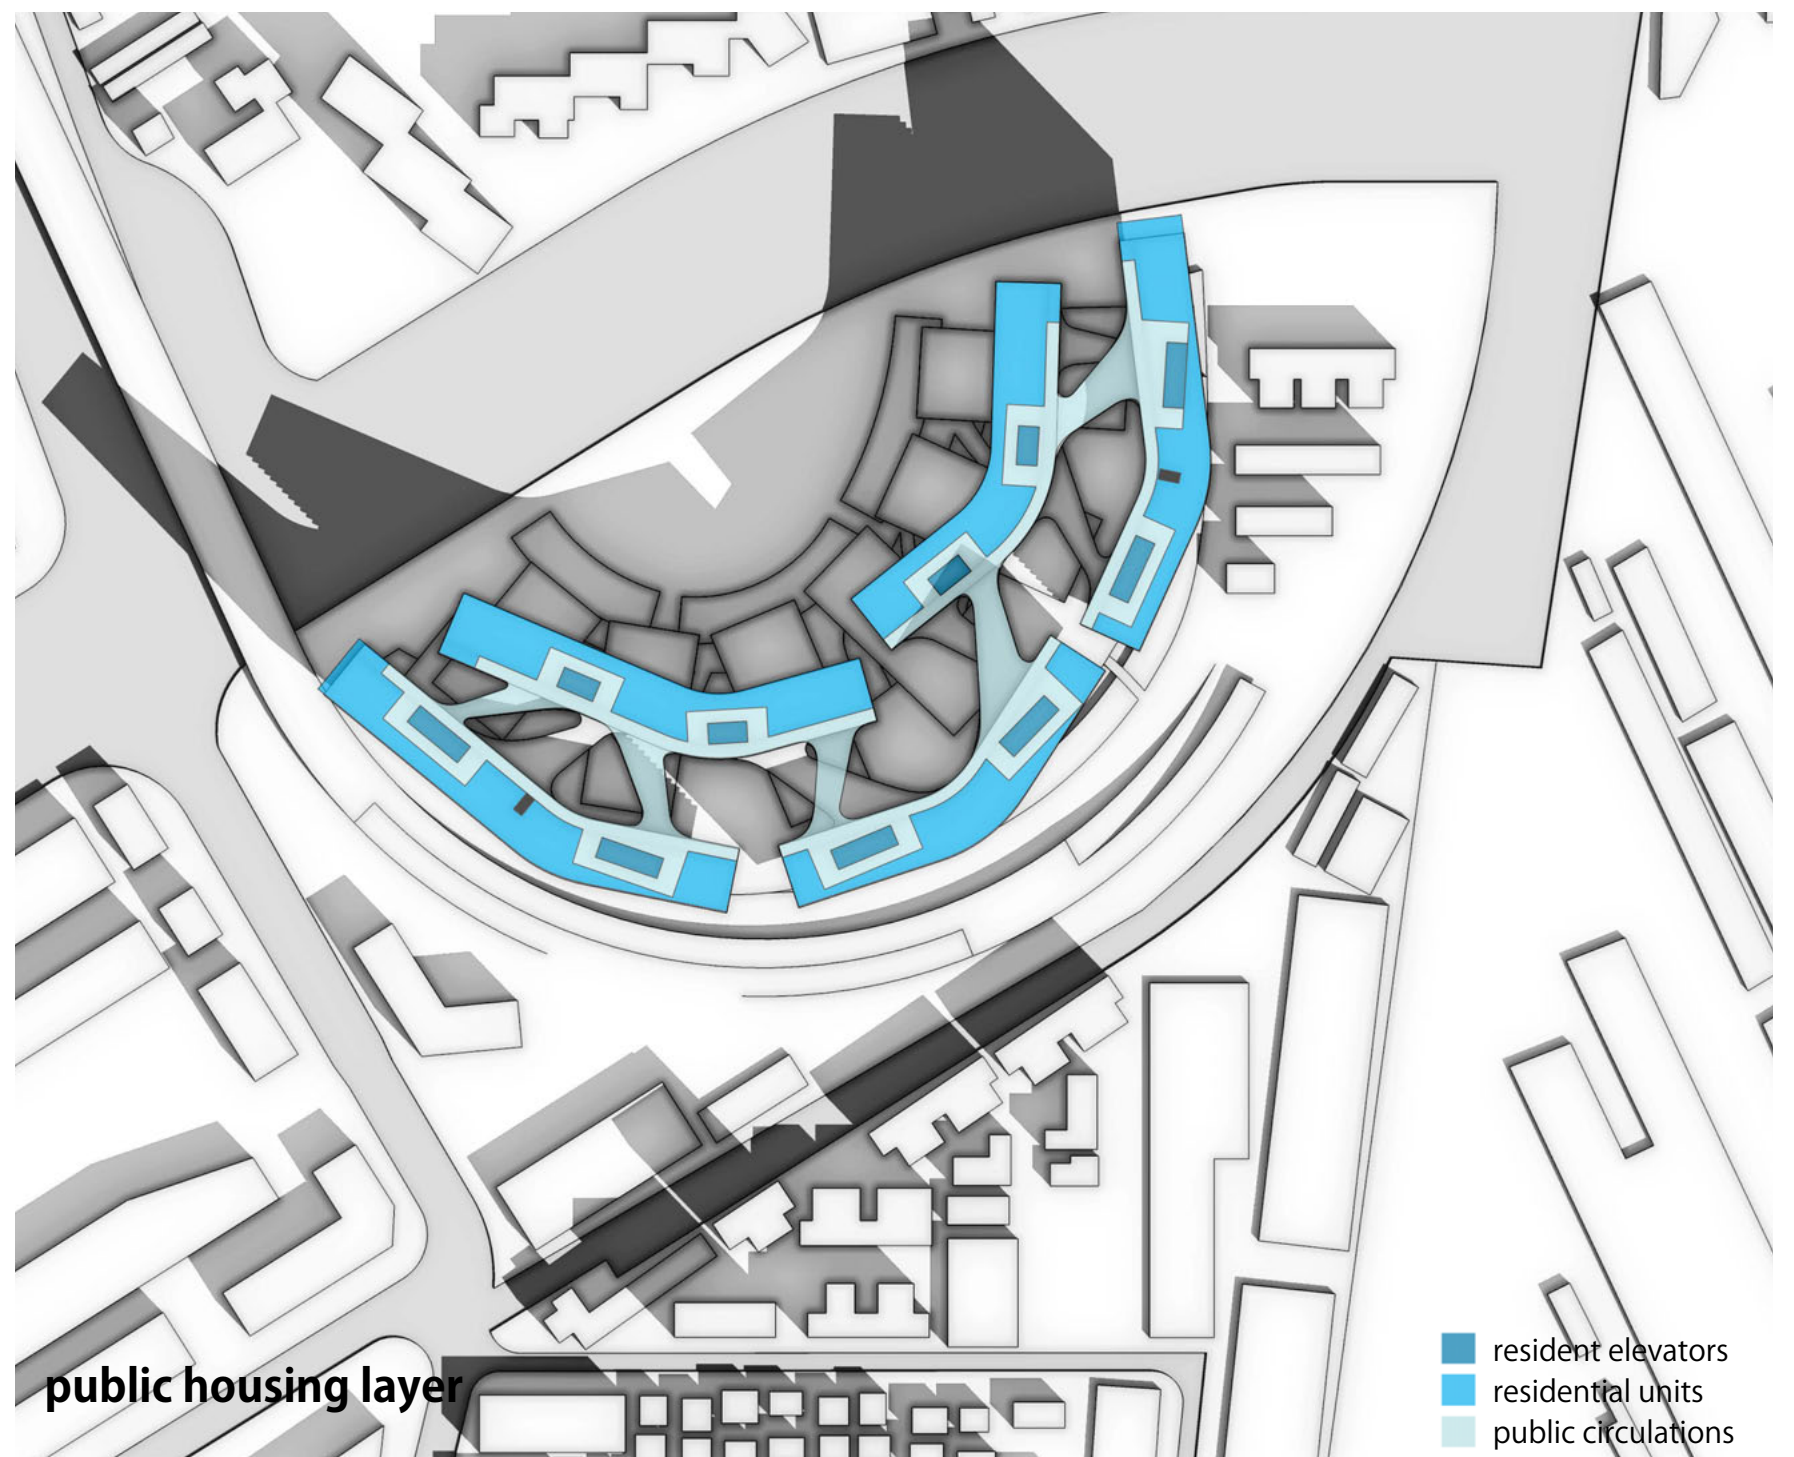 public housing layer
resident elevators
residential units
public circulations